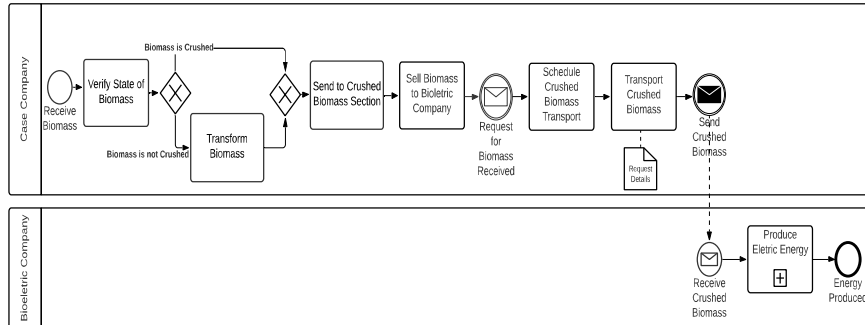 Case Company
Receive
Biomass
Verify State of
Biomass
Biomass is Crushed
Biomass is not Crushed
Transform
Biomass
Send to Crushed
Biomass Section
Sell Biomass
to Bioletric
Company
Request
for
Biomass
Received
Schedule
Crushed
Biomass
Transport
Transport
Crushed
Biomass
Request
Details
Send
Crushed
Biomass
Bioeletric Company
Receive
Crushed
Biomass
Produce
Eletric Energy
Energy
Produced